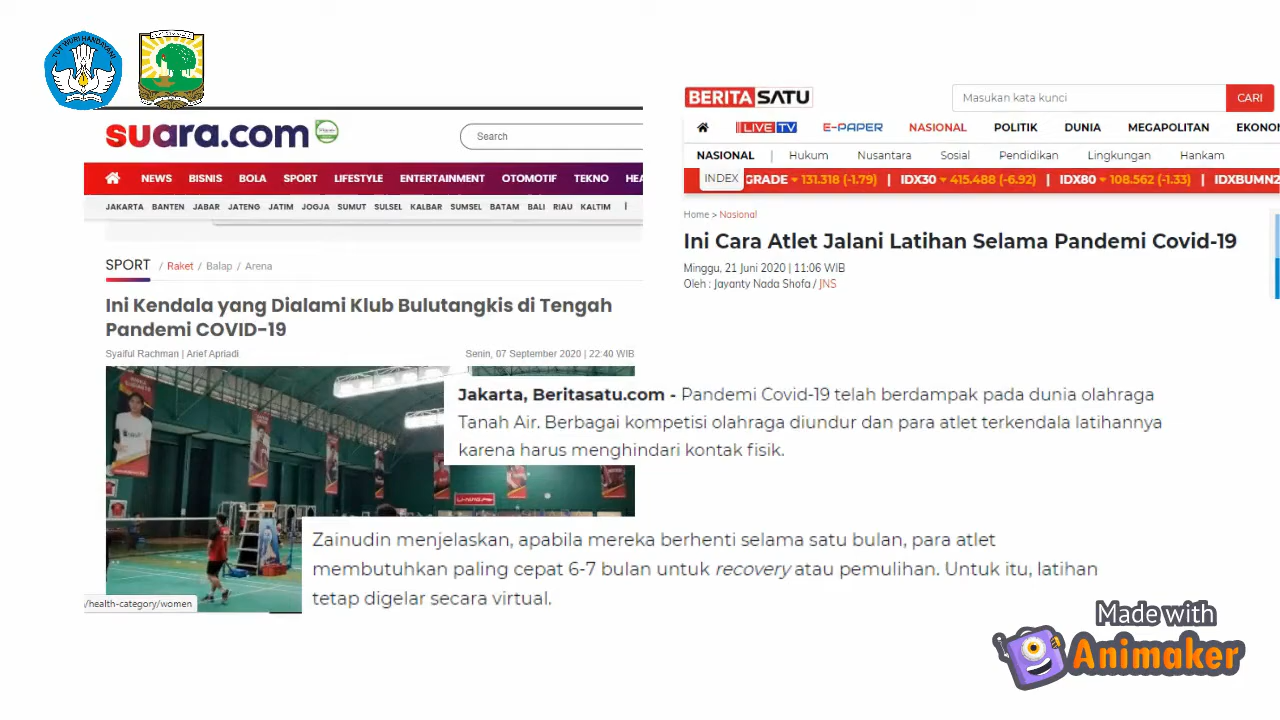 TUT WURI HANDAYANI
suara.com
Search
NEWS BISNIS BOLA SPORT LIFESTYLE ENTERTAINMENT OTOMOTIF TEKNO HEA
JAKARTA BANTEN JABAR JATENG JATIM JOGJA SUMUT SULSEL KALBAR SUMSEL BATAM BALI RIAU KALTIM
SPORT / Raket / Balap / Arena
Ini Kendala yang Dialami Klub Bulutangkis di Tengah
Pandemi COVID-19
Syaiful Rachman | Arief Apriadi Senin, 07 September 2020 | 22:40 WIB
/health-category/women
BERITA SATU
Masukan kata kunci CARI
LIVE TV E-PAPER NASIONAL POLITIK DUNIA MEGAPOLITAN EKONO
NASIONAL | Hukum Nusantara Sosial Pendidikan Lingkungan Hankam
INDEX GRADE 131.318 (-1.79) | IDX30 415.488 (-6.92) | IDX80 108.562 (-1.33) | IDXBUMN2
Home > Nasional
Ini Cara Atlet Jalani Latihan Selama Pandemi Covid-19
Minggu, 21 Juni 2020 | 11:06 WIB
Oleh : Jayanty Nada Shofa / JNS
Jakarta, Beritasatu.com - Pandemi Covid-19 telah berdampak pada dunia olahraga
Tanah Air. Berbagai kompetisi olahraga diundur dan para atlet terkendala latihannya
karena harus menghindari kontak fisik.
LI-NING
Zainudin menjelaskan, apabila mereka berhenti selama satu bulan, para atlet
membutuhkan paling cepat 6-7 bulan untuk recovery atau pemulihan. Untuk itu, latihan
tetap digelar secara virtual.
Made with
Animaker